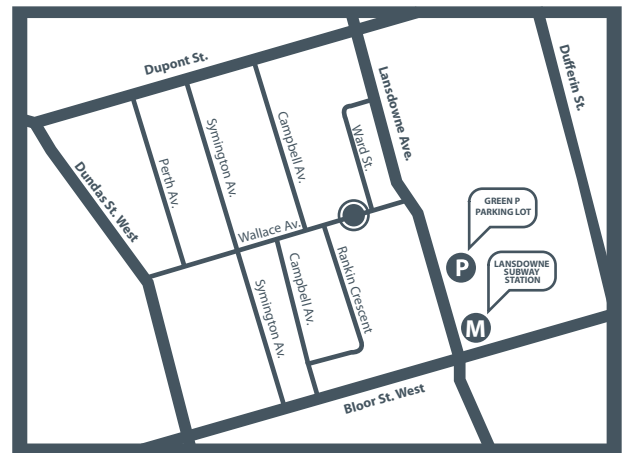 Dupont St.
Lansdowne Ave.
Dufferin St.
Dundas St. West
Perth Av.
Symington Av.
Campbell Av.
Ward St.
Wallace Av.
Symington Av.
Campbell Av.
Rankin Crescent
GREEN P
PARKING LOT
P
LANSDOWNE
SUBWAY
STATION
M
Bloor St. West